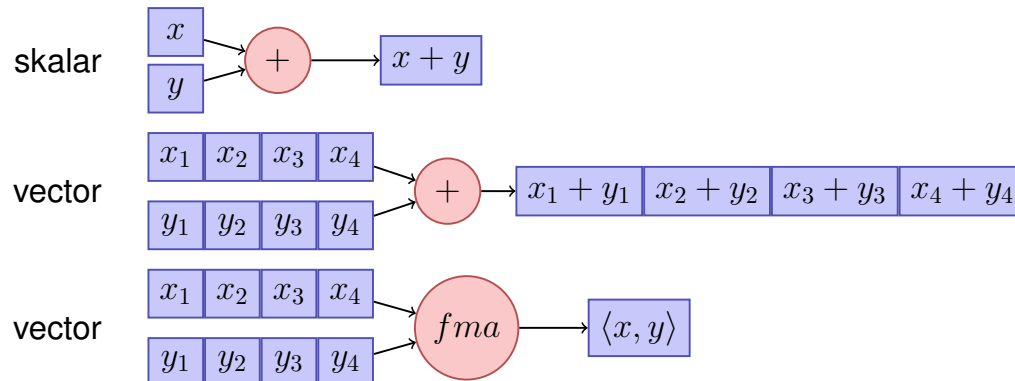 x
skalar + x + y
y
x₁ x₂ x₃ x₄
vector + x₁ + y₁ x₂ + y₂ x₃ + y₃ x₄ + y₄
y₁ y₂ y₃ y₄
x₁ x₂ x₃ x₄
vector fma ⟨x, y⟩
y₁ y₂ y₃ y₄